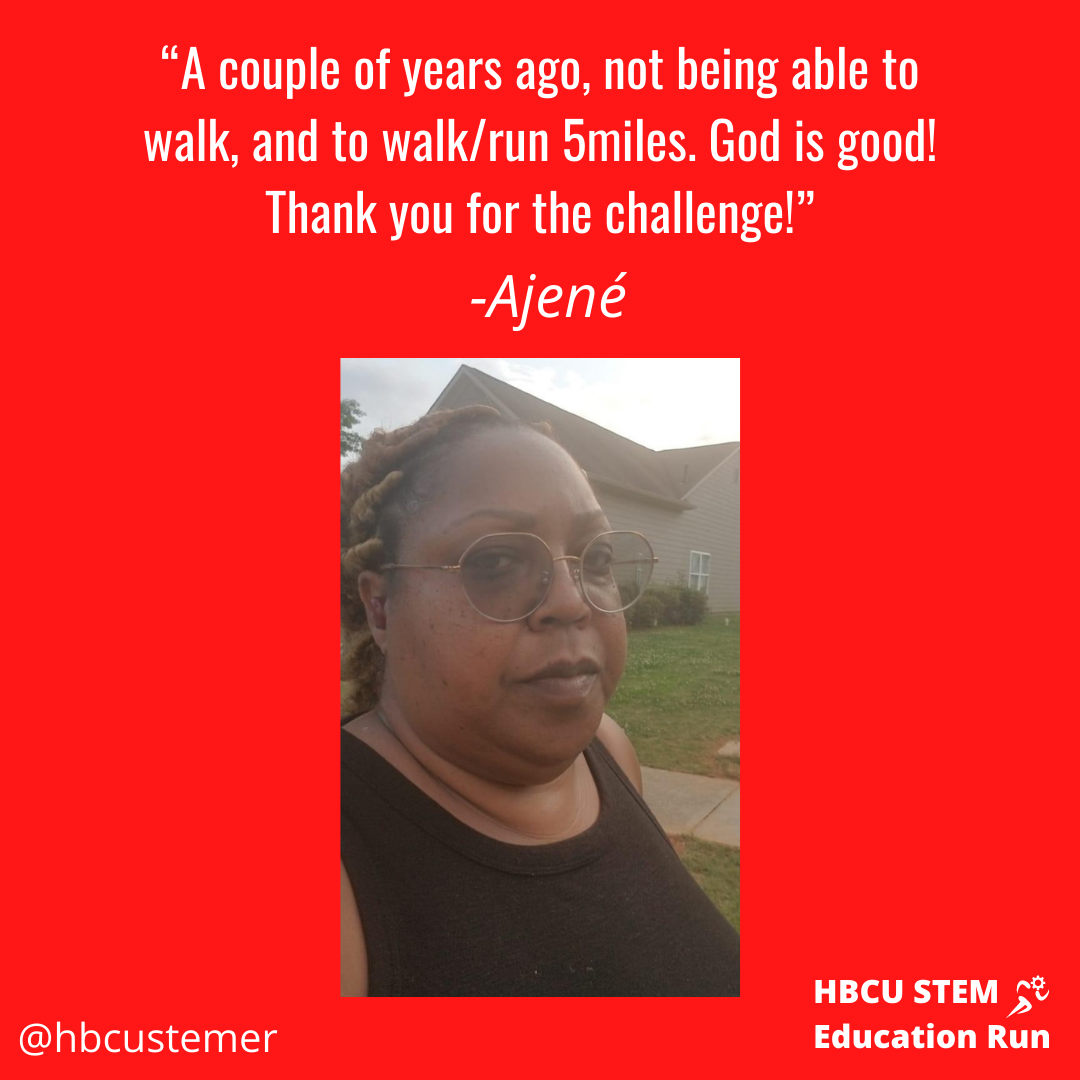 “A couple of years ago, not being able to
walk, and to walk/run 5miles. God is good!
Thank you for the challenge!”
-Ajené
HBCU STEM
Education Run
@hbcustemer